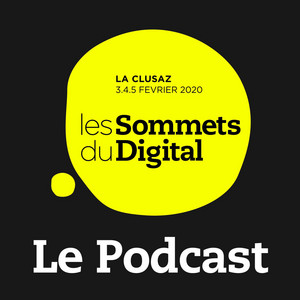 LA CLUSAZ
3.4.5 FEVRIER 2020
les Sommets
du Digital
Le Podcast